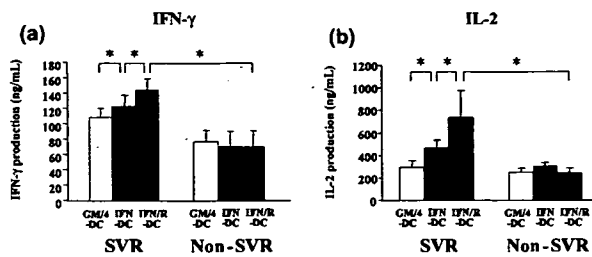 IFN-γ
(a)
* * *
IFN-γ production (ng/mL)
180
160
140
120
100
80
60
40
20
0
GM/4 -DC
IFN -DC
IFN/R -DC
GM/4 -DC
IFN -DC
IFN/R -DC
SVR
Non-SVR
IL-2
(b)
* * *
IL-2 production (ng/mL)
1200
1000
800
600
400
200
0
GM/4 -DC
IFN -DC
IFN/R -DC
GM/4 -DC
IFN -DC
IFN/R -DC
SVR
Non-SVR